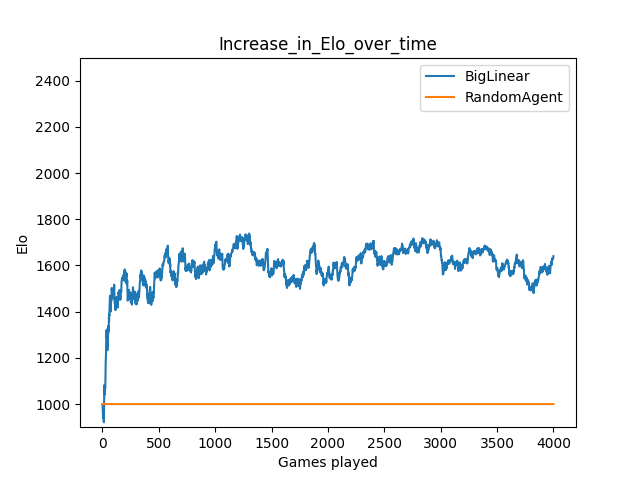 Increase_in_Elo_over_time
BigLinear
RandomAgent
2400
2200
2000
1800
1600
1400
1200
1000
Elo
0 500 1000 1500 2000 2500 3000 3500 4000
Games played